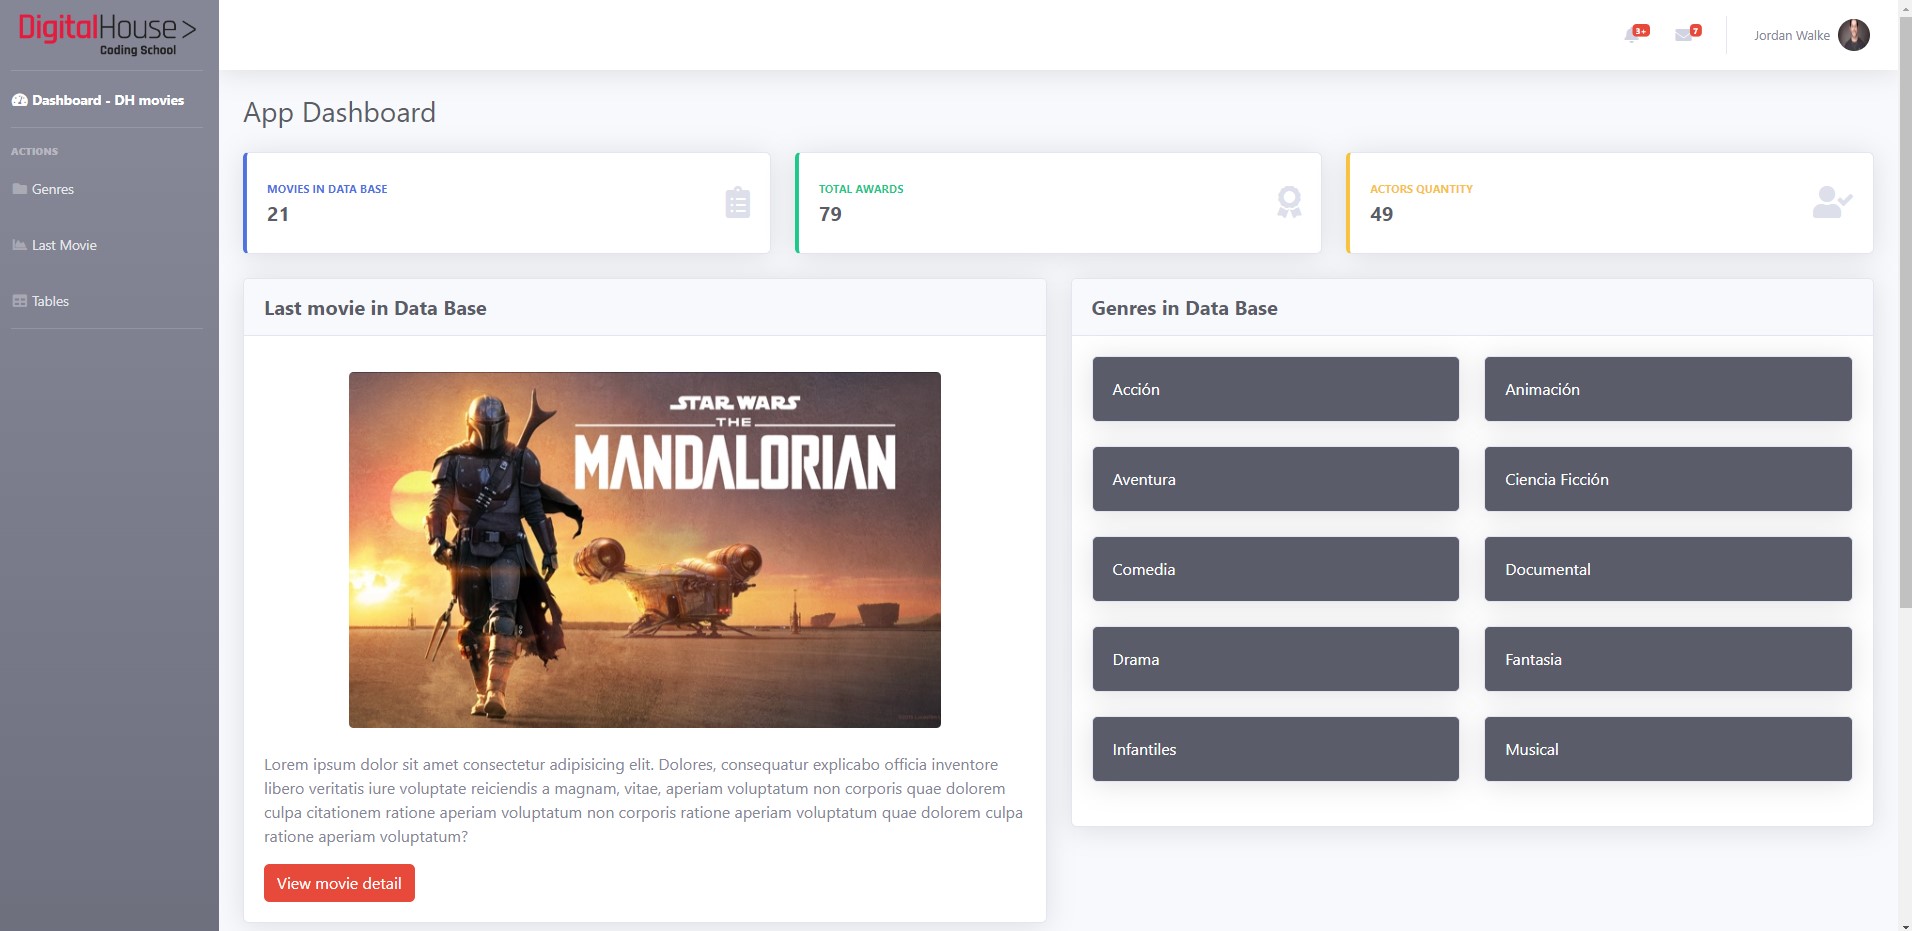 DigitalHouse >
Coding School
3+
7
Jordan Walke
Dashboard - DH movies
ACTIONS
Genres
Last Movie
Tables
App Dashboard
MOVIES IN DATA BASE
21
TOTAL AWARDS
79
ACTORS QUANTITY
49
Last movie in Data Base
STAR WARS
THE
MANDALORIAN
Lorem ipsum dolor sit amet consectetur adipisicing elit. Dolores, consequatur explicabo officia inventore
libero veritatis iure voluptate reiciendis a magnam, vitae, aperiam voluptatum non corporis quae dolorem
culpa citationem ratione aperiam voluptatum non corporis ratione aperiam voluptatum quae dolorem culpa
ratione aperiam voluptatum?
View movie detail
Genres in Data Base
Acción
Animación
Aventura
Ciencia Ficción
Comedia
Documental
Drama
Fantasia
Infantiles
Musical